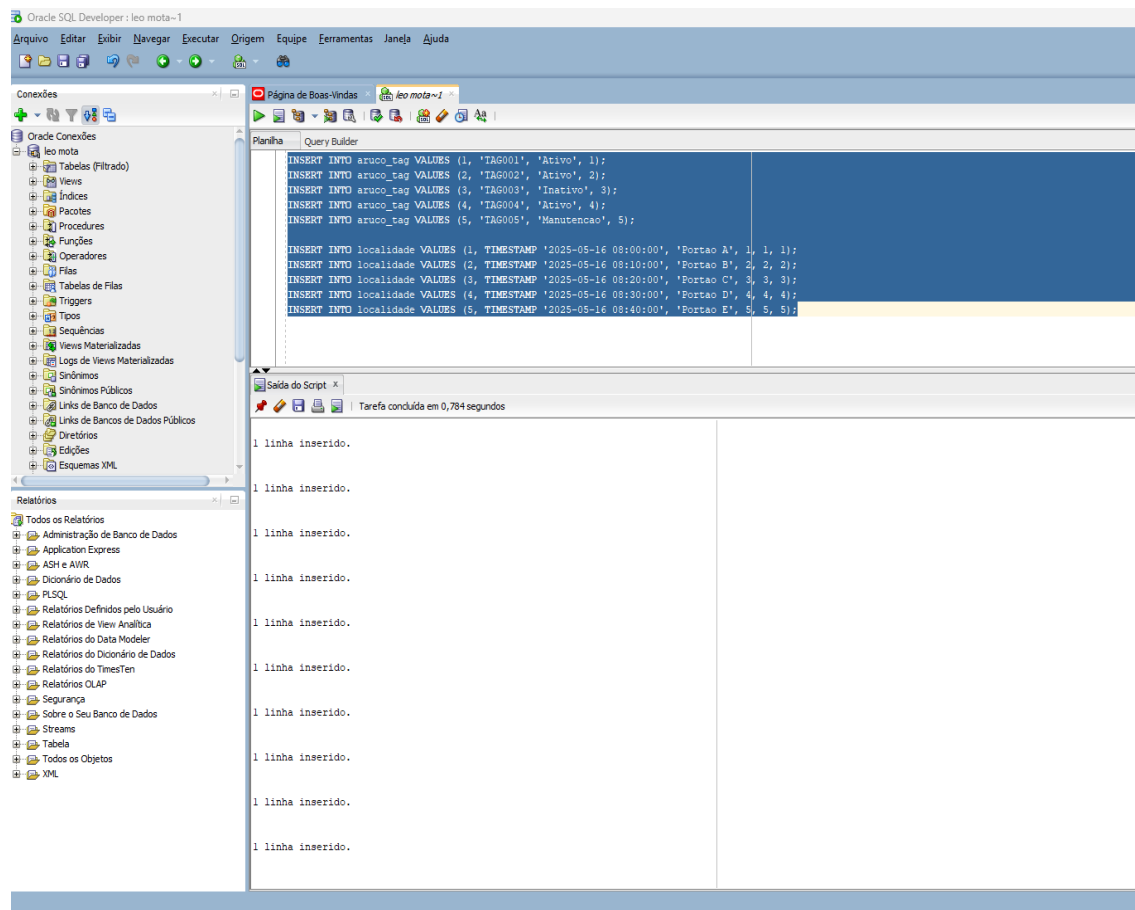 Oracle SQL Developer : leo mota~1
Arquivo Editar Exibir Navegar Executar Origem Equipe Ferramentas Janela Ajuda
Conexões
Oracle Conexões
leo mota
Tabelas (Filtrado)
Views
Índices
Pacotes
Procedures
Funções
Operadores
Filas
Tabelas de Filas
Triggers
Tipos
Sequências
Views Materializadas
Logs de Views Materializadas
Sinônimos
Sinônimos Públicos
Links de Banco de Dados
Links de Bancos de Dados Públicos
Diretórios
Edições
Esquemas XML
Relatórios
Todos os Relatórios
Administração de Banco de Dados
Application Express
ASH e AWR
Dicionário de Dados
PLSQL
Relatórios Definidos pelo Usuário
Relatórios de View Analítica
Relatórios do Data Modeler
Relatórios do Dicionário de Dados
Relatórios do TimesTen
Relatórios OLAP
Segurança
Sobre o Seu Banco de Dados
Streams
Tabela
Todos os Objetos
XML
Página de Boas-Vindas leo mota~1
Planilha Query Builder
INSERT INTO aruco_tag VALUES (1, 'TAG001', 'Ativo', 1);
INSERT INTO aruco_tag VALUES (2, 'TAG002', 'Ativo', 2);
INSERT INTO aruco_tag VALUES (3, 'TAG003', 'Inativo', 3);
INSERT INTO aruco_tag VALUES (4, 'TAG004', 'Ativo', 4);
INSERT INTO aruco_tag VALUES (5, 'TAG005', 'Manutencao', 5);
INSERT INTO localidade VALUES (1, TIMESTAMP '2025-05-16 08:00:00', 'Portao A', 1, 1, 1);
INSERT INTO localidade VALUES (2, TIMESTAMP '2025-05-16 08:10:00', 'Portao B', 2, 2, 2);
INSERT INTO localidade VALUES (3, TIMESTAMP '2025-05-16 08:20:00', 'Portao C', 3, 3, 3);
INSERT INTO localidade VALUES (4, TIMESTAMP '2025-05-16 08:30:00', 'Portao D', 4, 4, 4);
INSERT INTO localidade VALUES (5, TIMESTAMP '2025-05-16 08:40:00', 'Portao E', 5, 5, 5);
Saída do Script x
Tarefa concluída em 0,784 segundos
1 linha inserido.
1 linha inserido.
1 linha inserido.
1 linha inserido.
1 linha inserido.
1 linha inserido.
1 linha inserido.
1 linha inserido.
1 linha inserido.
1 linha inserido.